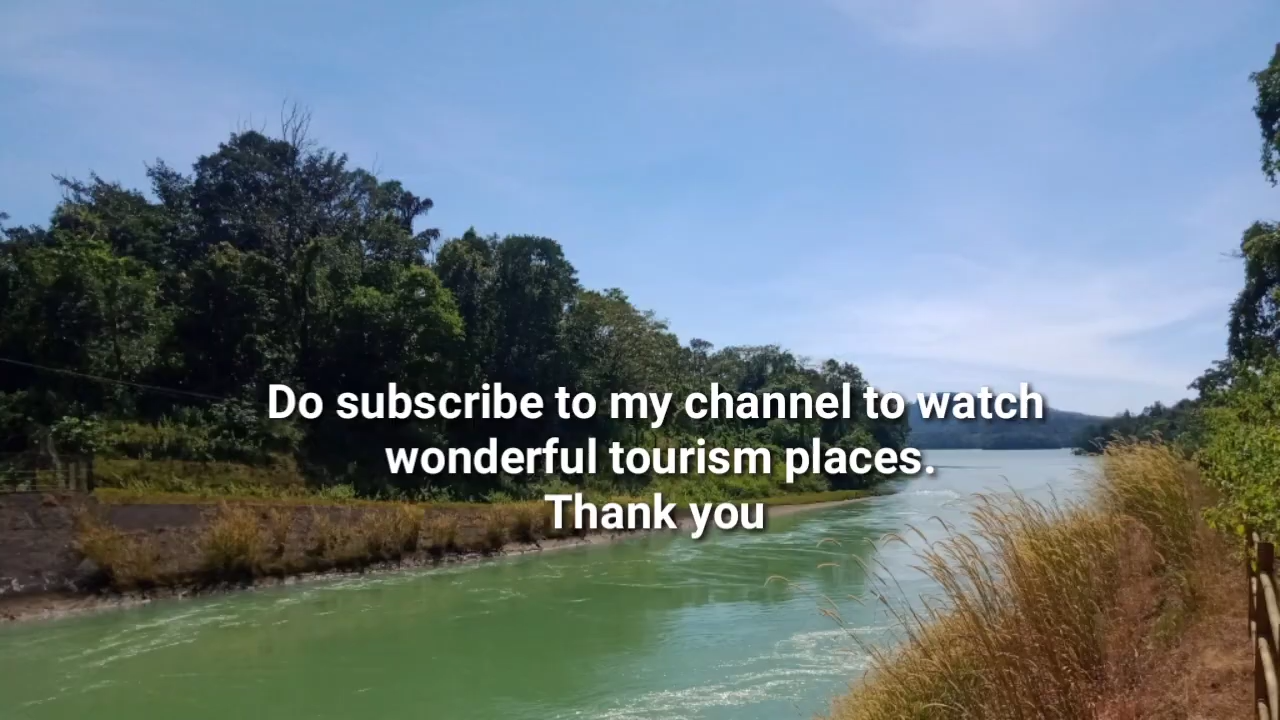 Do subscribe to my channel to watch
wonderful tourism places.
Thank you